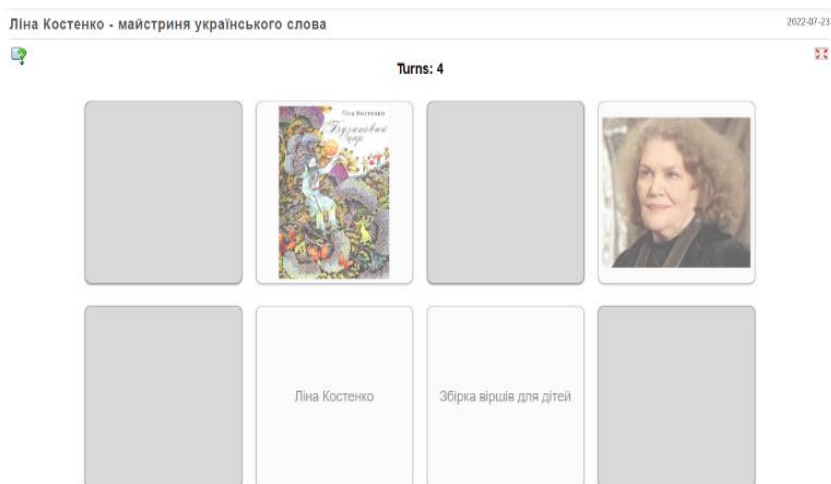 Ліна Костенко - майстриня українського слова
2022-07-23
Turns: 4
Ліна Костенко
Бузиновий
цар
Ліна Костенко
Збірка віршів для дітей